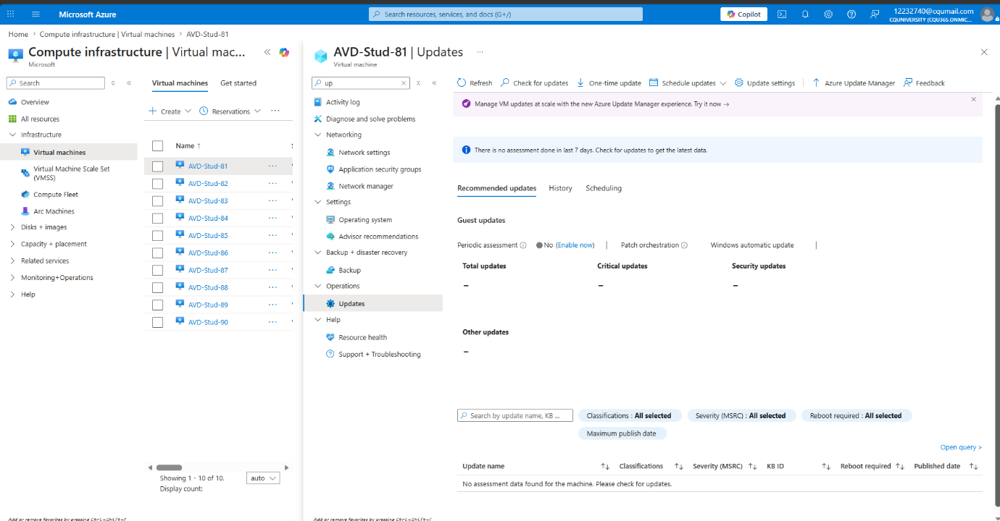 Microsoft Azure
Search resources, services, and docs (G+/)
Copilot
12232740@cqumail.com
CQUNIVERSITY (CQU365.ONMIC...
Home > Compute infrastructure | Virtual machines > AVD-Stud-81
Compute infrastructure | Virtual mac...
Microsoft
Search
Overview
All resources
Infrastructure
Virtual machines
Virtual Machine Scale Set
(VMSS)
Compute Fleet
Arc Machines
Disks + images
Capacity + placement
Related services
Monitoring+Operations
Help
Virtual machines
Get started
Create
Reservations
Name ↑
AVD-Stud-81
AVD-Stud-82
AVD-Stud-83
AVD-Stud-84
AVD-Stud-85
AVD-Stud-86
AVD-Stud-87
AVD-Stud-88
AVD-Stud-89
AVD-Stud-90
Showing 1 - 10 of 10.
Display count:
auto
Add or remove favorites by pressing Ctrl+Shift+F
AVD-Stud-81 | Updates ...
Virtual machine
up
Activity log
Diagnose and solve problems
Networking
Network settings
Application security groups
Network manager
Settings
Operating system
Advisor recommendations
Backup + disaster recovery
Backup
Operations
Updates
Help
Resource health
Support + Troubleshooting
Add or remove favorites by pressing Ctrl+Shift+F
Refresh
Check for updates
One-time update
Schedule updates
Update settings
Azure Update Manager
Feedback
Manage VM updates at scale with the new Azure Update Manager experience. Try it now →
There is no assessment done in last 7 days. Check for updates to get the latest data.
Recommended updates
History
Scheduling
Guest updates
Periodic assessment No (Enable now) | Patch orchestration Windows automatic update |
Total updates
–
Critical updates
–
Security updates
–
Other updates
–
Search by update name, KB ...
Classifications : All selected
Severity (MSRC) : All selected
Reboot required : All selected
Maximum publish date
Open query >
Update name ↑↓ Classifications ↑↓ Severity (MSRC) ↑↓ KB ID ↑↓ Reboot required ↑↓ Published date ↑↓
No assessment data found for the machine. Please check for updates.